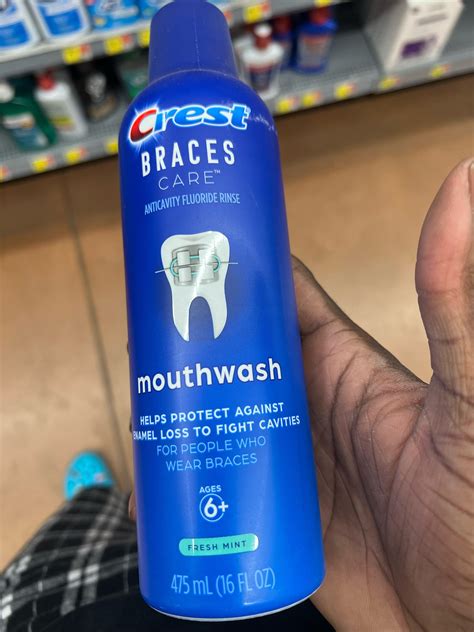 Crest
BRACES
CARE™
ANTICAVITY FLUORIDE RINSE
mouthwash
HELPS PROTECT AGAINST
ENAMEL LOSS TO FIGHT CAVITIES
FOR PEOPLE WHO
WEAR BRACES
AGES
6+
FRESH MINT
475 mL (16 FL OZ)